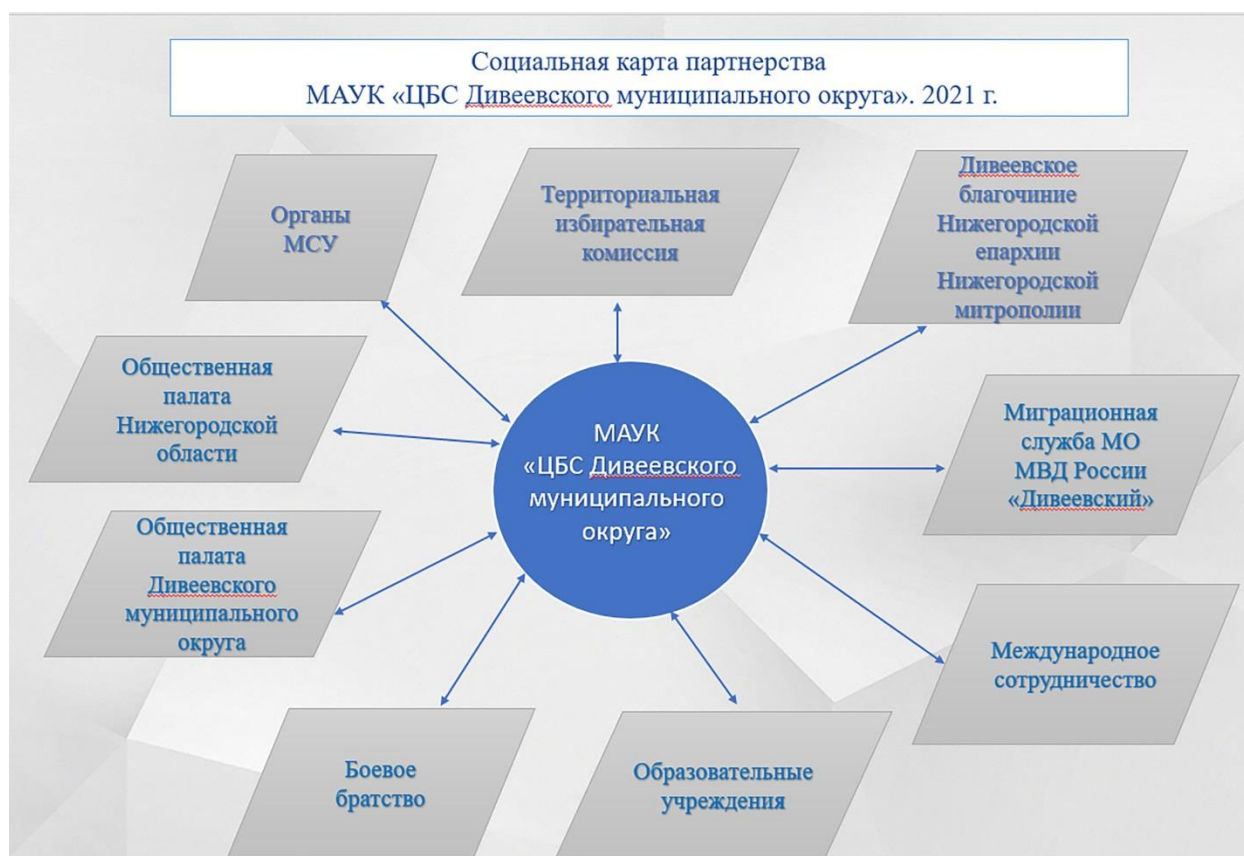 Социальная карта партнерства
МАУК «ЦБС Дивеевского муниципального округа». 2021 г.
Органы
МСУ
Территориальная
избирательная
комиссия
Дивеевское
благочиние
Нижегородской
епархии
Нижегородской
митрополии
Общественная
палата
Нижегородской
области
МАУК
«ЦБС Дивеевского
муниципального
округа»
Миграционная
служба МО
МВД России
«Дивеевский»
Общественная
палата
Дивеевского
муниципального
округа
Международное
сотрудничество
Боевое
братство
Образовательные
учреждения